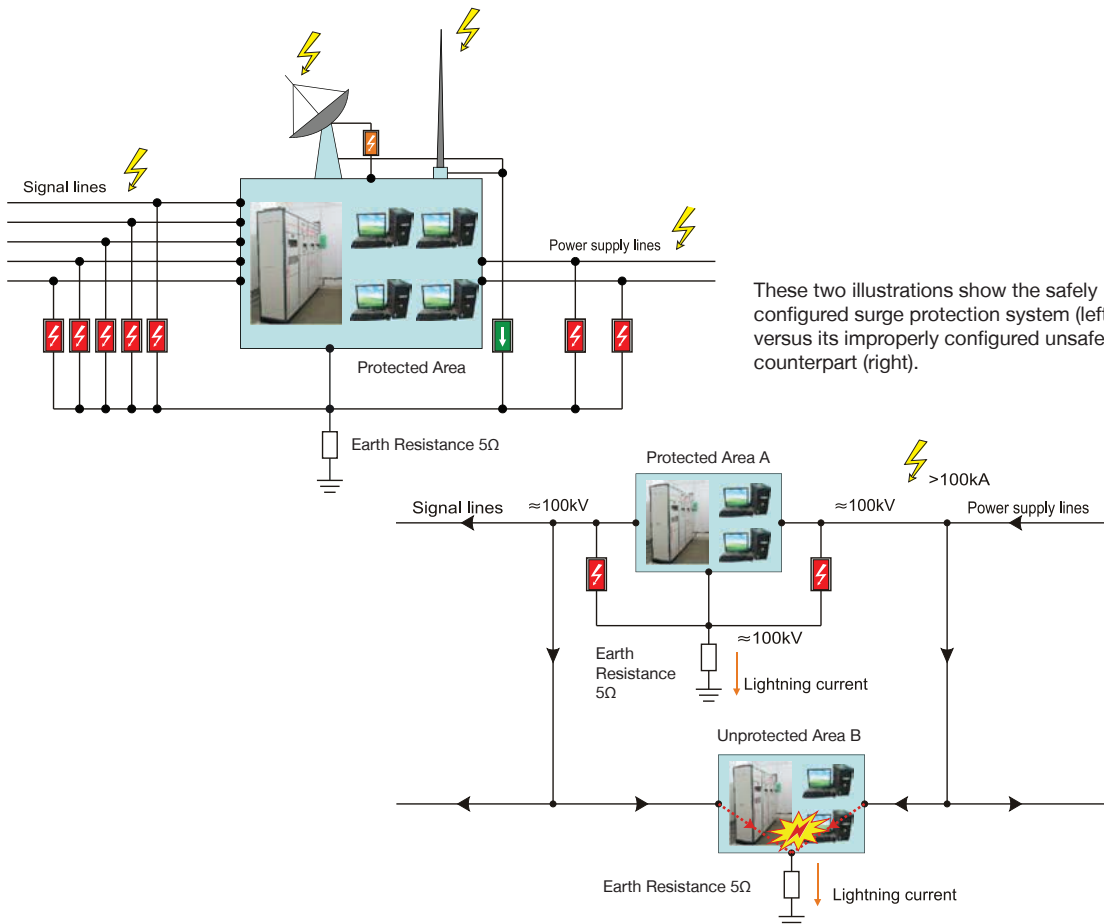 Signal lines
Power supply lines
Protected Area
Earth Resistance 5Ω
These two illustrations show the safely
configured surge protection system (left
versus its improperly configured unsafe
counterpart (right).
Protected Area A
>100kA
Signal lines
≈100kV
≈100kV
Power supply lines
≈100kV
Earth
Resistance
5Ω
Lightning current
Unprotected Area B
Earth Resistance 5Ω
Lightning current